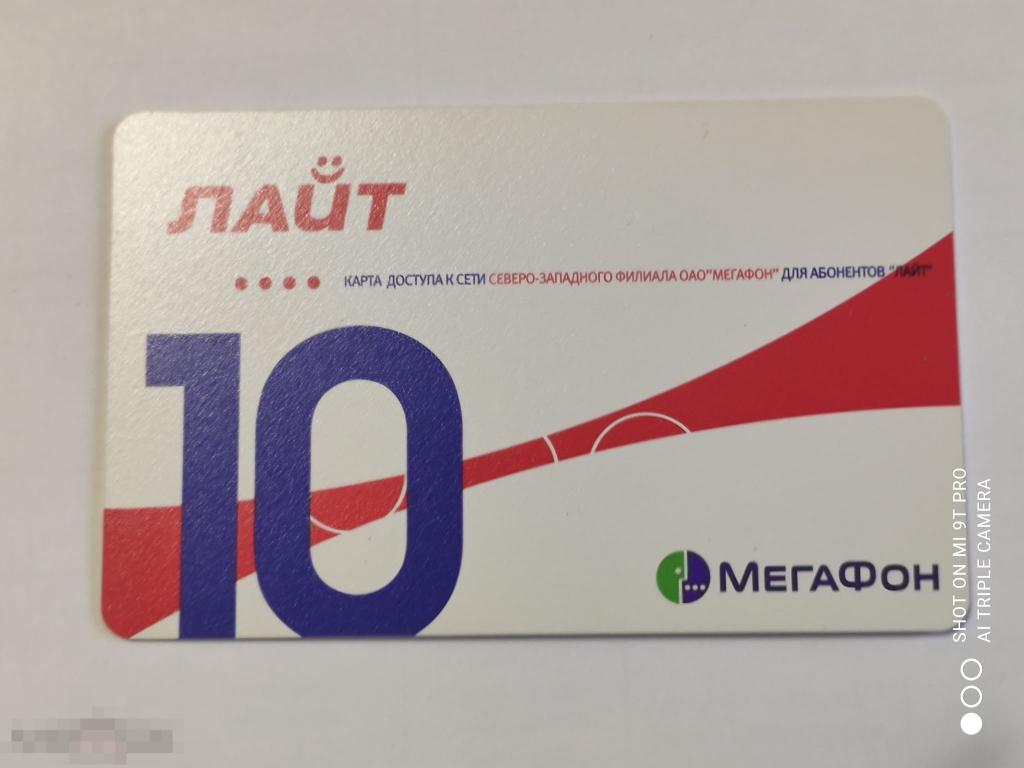 ЛАЙТ
КАРТА ДОСТУПА К СЕТИ СЕВЕРО-ЗАПАДНОГО ФИЛИАЛА ОАО"МЕГАФОН" ДЛЯ АБОНЕНТОВ "ЛАЙТ"
10
МЕГАФОН
SHOT ON MI 9T PRO
AI TRIPLE CAMERA